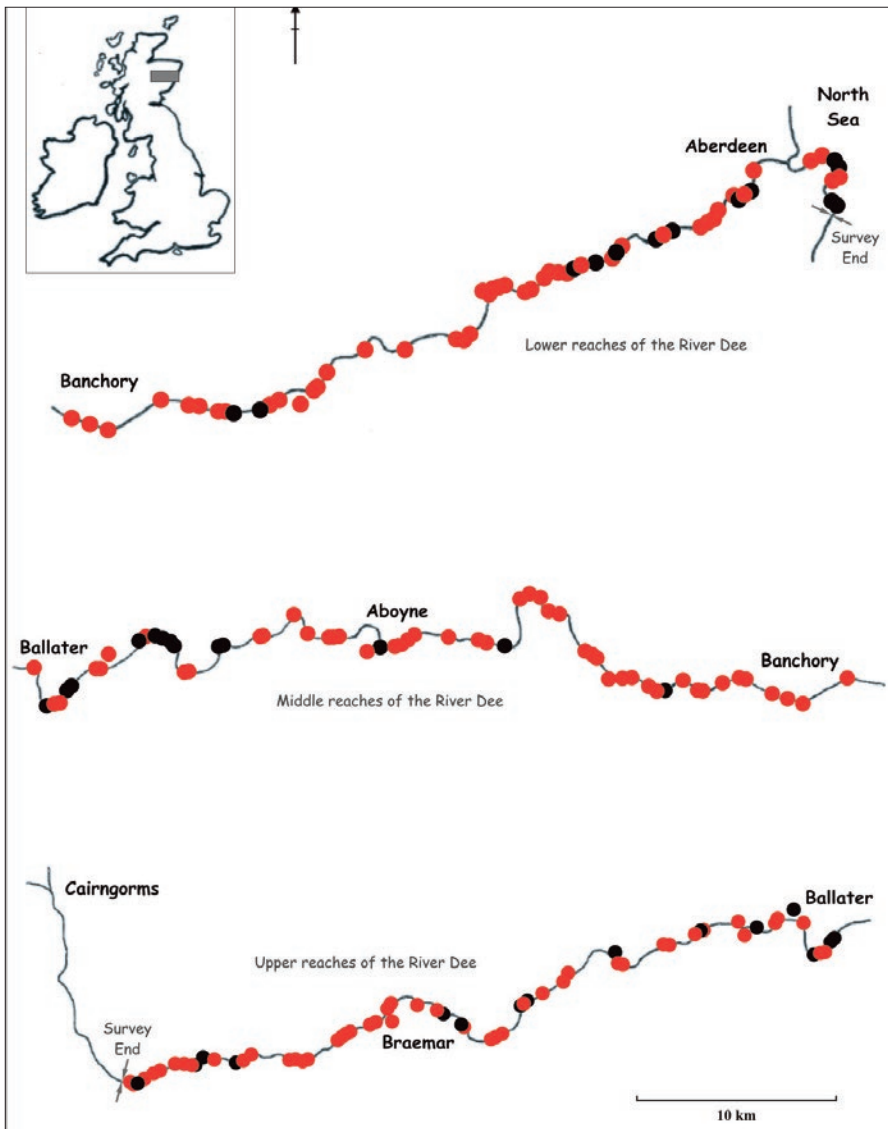 North
Sea
Aberdeen
Survey
End
Lower reaches of the River Dee
Banchory
Aboyne
Ballater
Banchory
Middle reaches of the River Dee
Cairngorms
Ballater
Upper reaches of the River Dee
Survey
End
Braemar
10 km